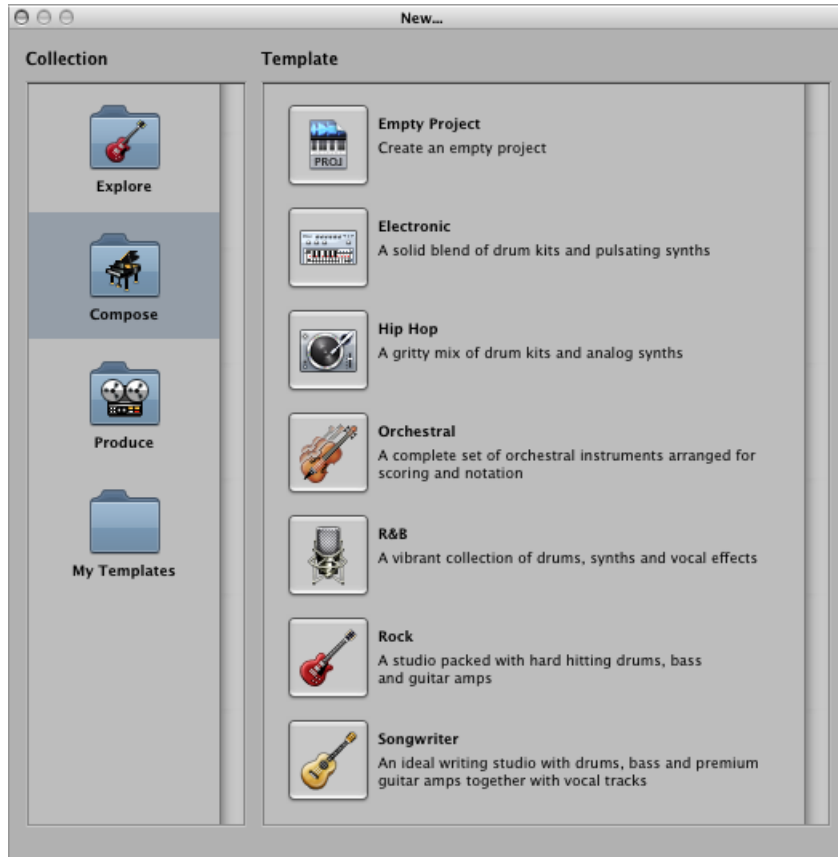 New...
Collection
Template
Explore
Compose
Produce
My Templates
PROJ
Empty Project
Create an empty project
Electronic
A solid blend of drum kits and pulsating synths
Hip Hop
A gritty mix of drum kits and analog synths
Orchestral
A complete set of orchestral instruments arranged for
scoring and notation
R&B
A vibrant collection of drums, synths and vocal effects
Rock
A studio packed with hard hitting drums, bass
and guitar amps
Songwriter
An ideal writing studio with drums, bass and premium
guitar amps together with vocal tracks